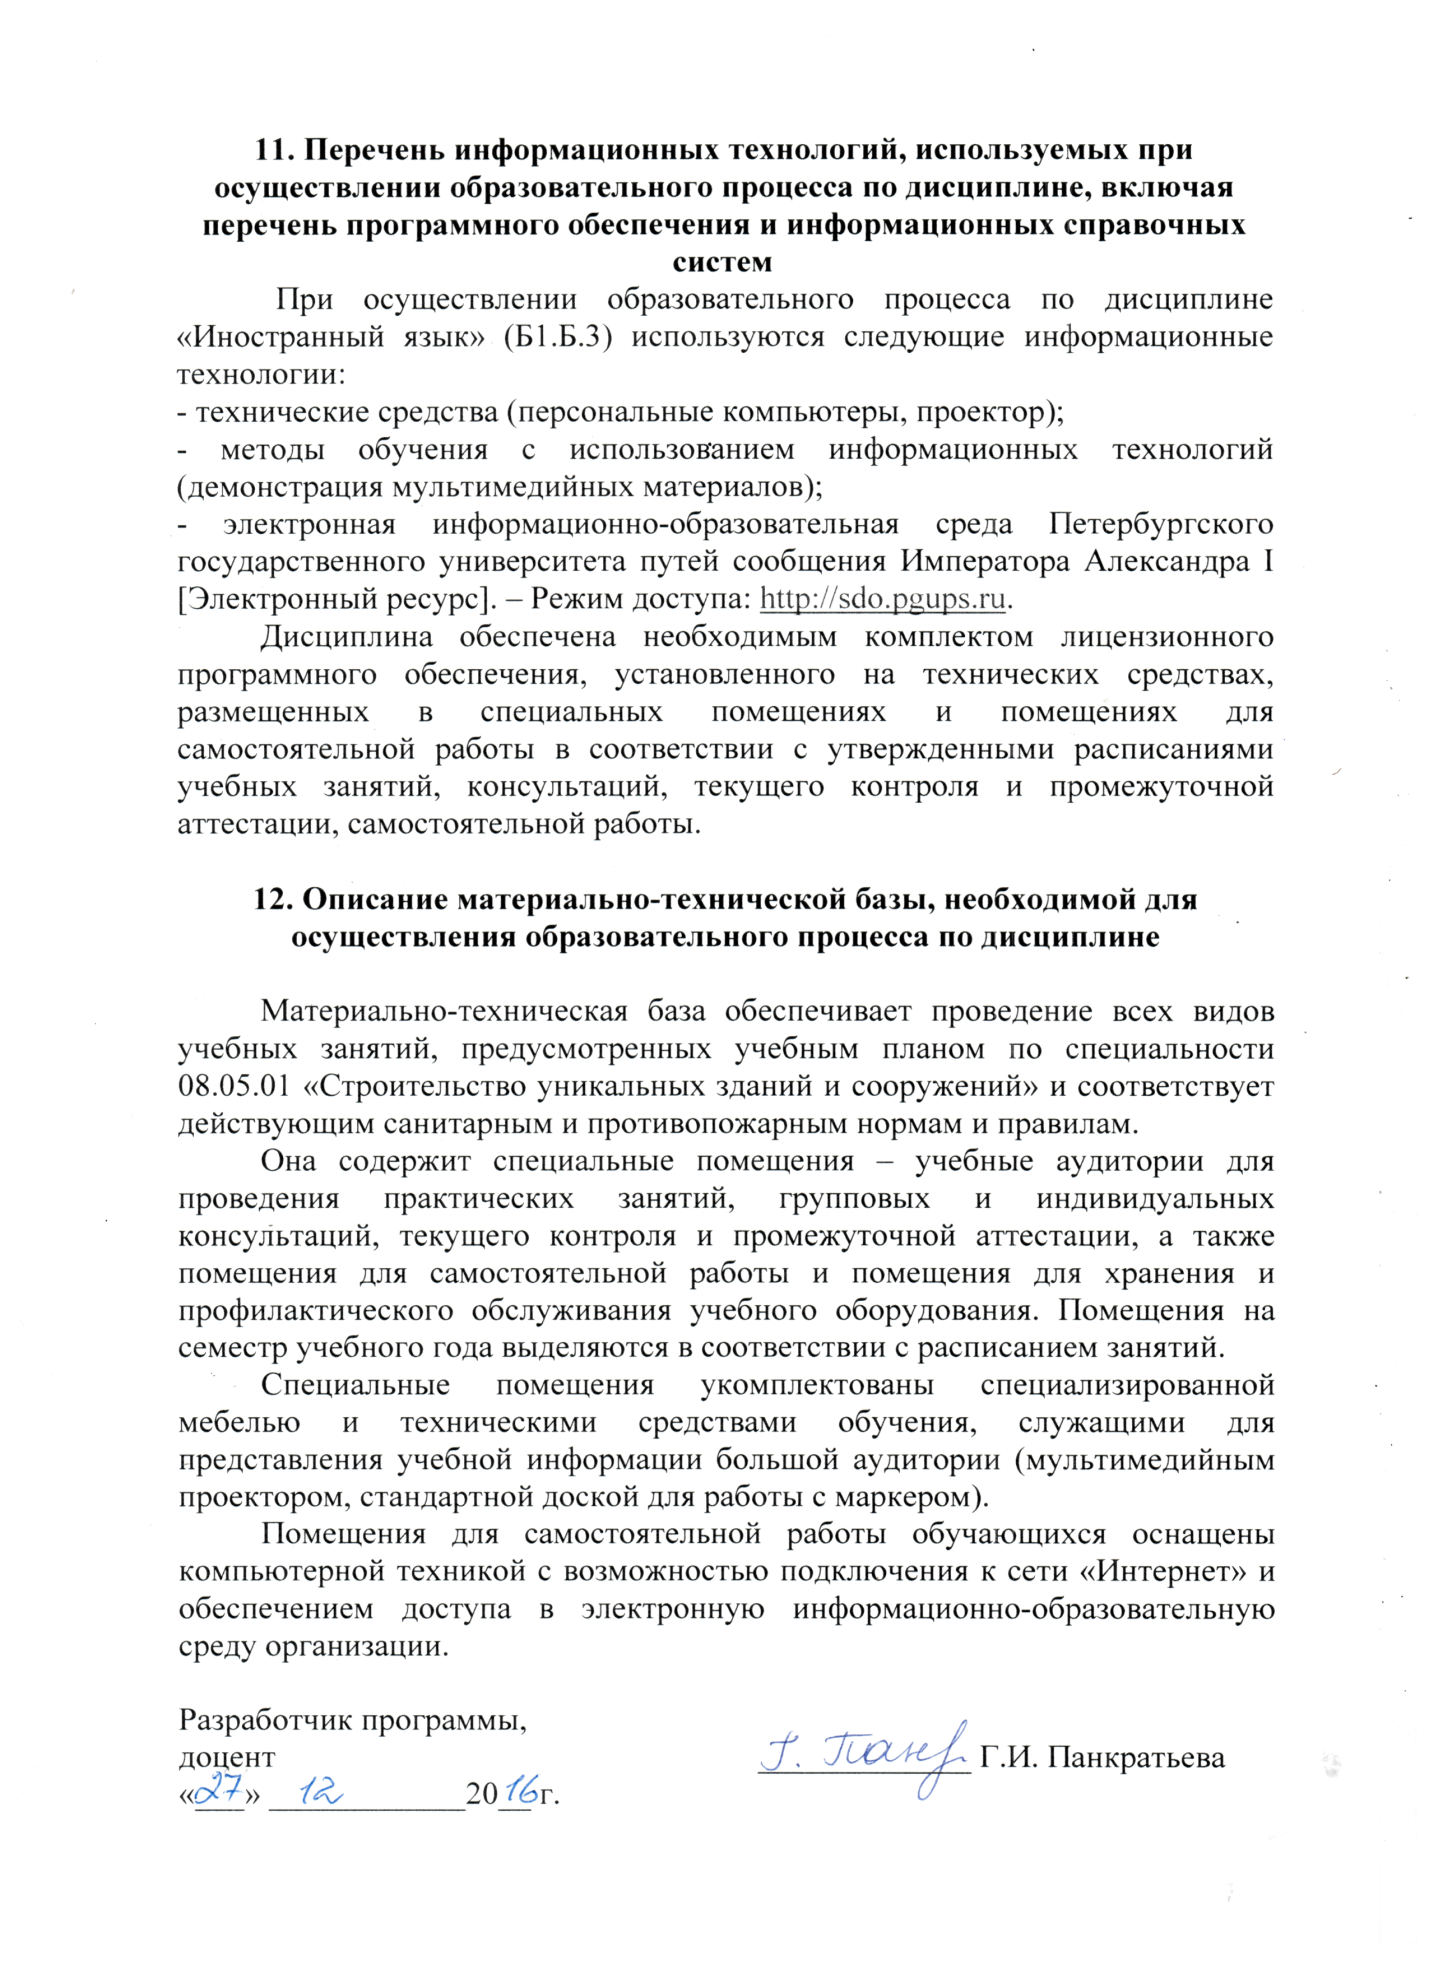 11. Перечень информационных технологий, используемых при
осуществлении образовательного процесса по дисциплине, включая
перечень программного обеспечения и информационных справочных
систем
При осуществлении образовательного процесса по дисциплине
«Иностранный язык» (Б1.Б.3) используются следующие информационные
технологии:
- технические средства (персональные компьютеры, проектор);
- методы обучения с использованием информационных технологий
(демонстрация мультимедийных материалов);
- электронная информационно-образовательная среда Петербургского
государственного университета путей сообщения Императора Александра I
[Электронный ресурс]. – Режим доступа: http://sdo.pgups.ru.
Дисциплина обеспечена необходимым комплектом лицензионного
программного обеспечения, установленного на технических средствах,
размещенных в специальных помещениях и помещениях для
самостоятельной работы в соответствии с утвержденными расписаниями
учебных занятий, консультаций, текущего контроля и промежуточной
аттестации, самостоятельной работы.
12. Описание материально-технической базы, необходимой для
осуществления образовательного процесса по дисциплине
Материально-техническая база обеспечивает проведение всех видов
учебных занятий, предусмотренных учебным планом по специальности
08.05.01 «Строительство уникальных зданий и сооружений» и соответствует
действующим санитарным и противопожарным нормам и правилам.
Она содержит специальные помещения – учебные аудитории для
проведения практических занятий, групповых и индивидуальных
консультаций, текущего контроля и промежуточной аттестации, а также
помещения для самостоятельной работы и помещения для хранения и
профилактического обслуживания учебного оборудования. Помещения на
семестр учебного года выделяются в соответствии с расписанием занятий.
Специальные помещения укомплектованы специализированной
мебелью и техническими средствами обучения, служащими для
представления учебной информации большой аудитории (мультимедийным
проектором, стандартной доской для работы с маркером).
Помещения для самостоятельной работы обучающихся оснащены
компьютерной техникой с возможностью подключения к сети «Интернет» и
обеспечением доступа в электронную информационно-образовательную
среду организации.
Разработчик программы,
доцент Г. Панкр Г.И. Панкратьева
«27» 12 2016 г.